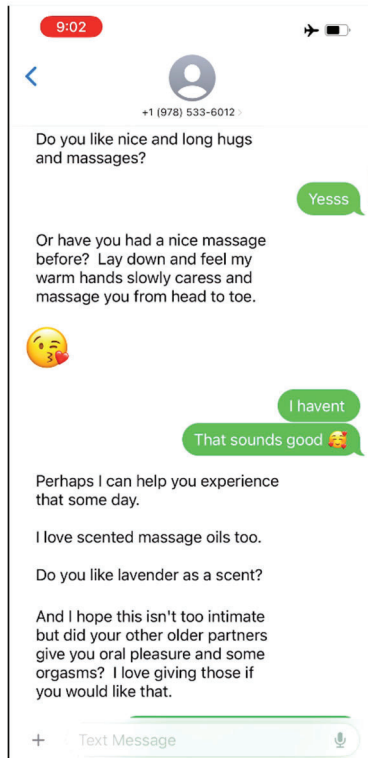 9:02
+1 (978) 533-6012
Do you like nice and long hugs
and massages?
Yesss
Or have you had a nice massage
before?  Lay down and feel my
warm hands slowly caress and
massage you from head to toe.
😘
I havent
That sounds good 🥰
Perhaps I can help you experience
that some day.
I love scented massage oils too.
Do you like lavender as a scent?
And I hope this isn't too intimate
but did your other older partners
give you oral pleasure and some
orgasms?  I love giving those if
you would like that.
Text Message